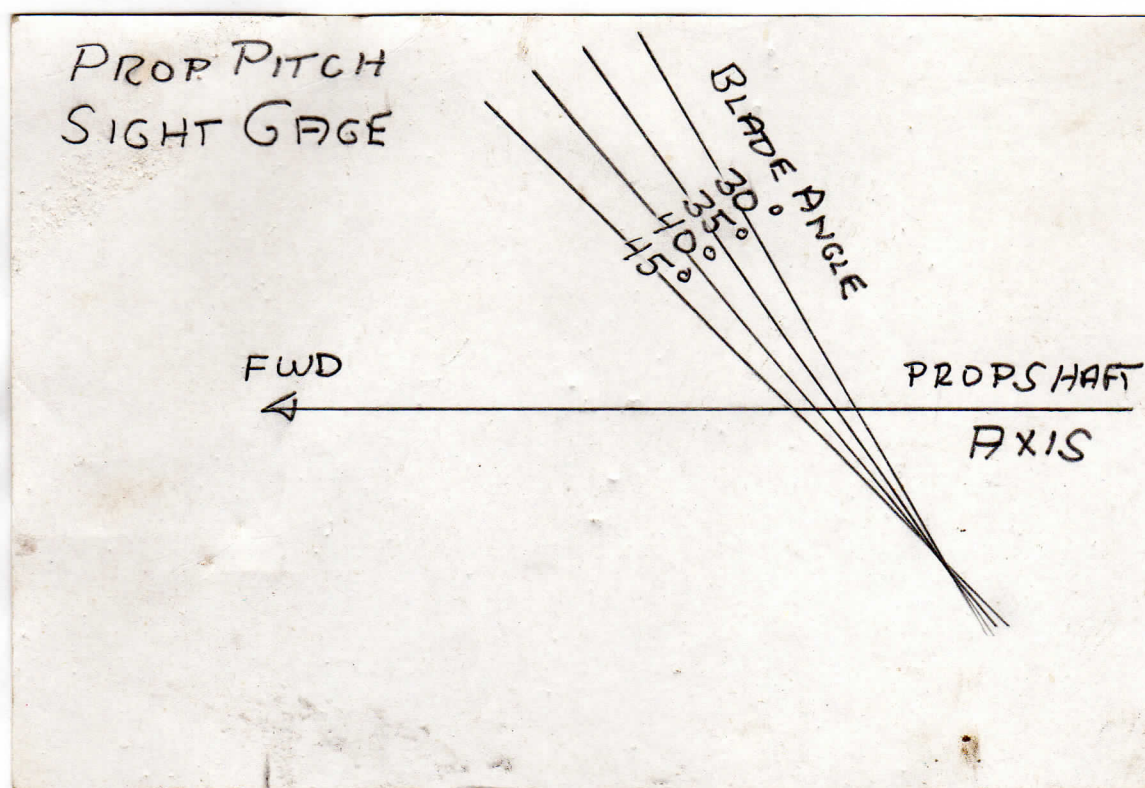 PROP PITCH
SIGHT GAGE
BLADE ANGLE
30°
35°
40°
45°
FWD
PROPSHAFT
AXIS